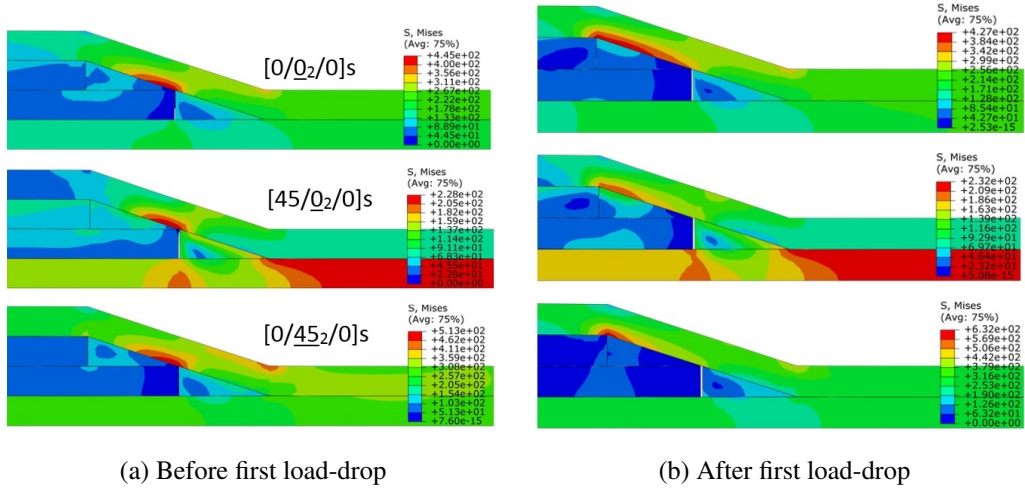 S, Mises
(Avg: 75%)
+4.45e+02
+4.00e+02
+3.56e+02
+3.11e+02
+2.67e+02
+2.22e+02
+1.78e+02
+1.33e+02
+8.89e+01
+4.45e+01
+0.00e+00
[0/0₂/0]s
S, Mises
(Avg: 75%)
+2.28e+02
+2.05e+02
+1.82e+02
+1.59e+02
+1.37e+02
+1.14e+02
+9.11e+01
+6.83e+01
+4.55e+01
+2.28e+01
+0.00e+00
[45/0₂/0]s
S, Mises
(Avg: 75%)
+5.13e+02
+4.62e+02
+4.11e+02
+3.59e+02
+3.08e+02
+2.57e+02
+2.05e+02
+1.54e+02
+1.03e+02
+5.13e+01
+7.60e-15
[0/45₂/0]s
(a) Before first load-drop
S, Mises
(Avg: 75%)
+4.27e+02
+3.84e+02
+3.42e+02
+2.99e+02
+2.56e+02
+2.14e+02
+1.71e+02
+1.28e+02
+8.54e+01
+4.27e+01
+2.53e-15
S, Mises
(Avg: 75%)
+2.32e+02
+2.09e+02
+1.86e+02
+1.63e+02
+1.39e+02
+1.16e+02
+9.29e+01
+6.97e+01
+4.64e+01
+2.32e+01
+5.08e-15
S, Mises
(Avg: 75%)
+6.32e+02
+5.69e+02
+5.06e+02
+4.42e+02
+3.79e+02
+3.16e+02
+2.53e+02
+1.90e+02
+1.26e+02
+6.32e+01
+0.00e+00
(b) After first load-drop